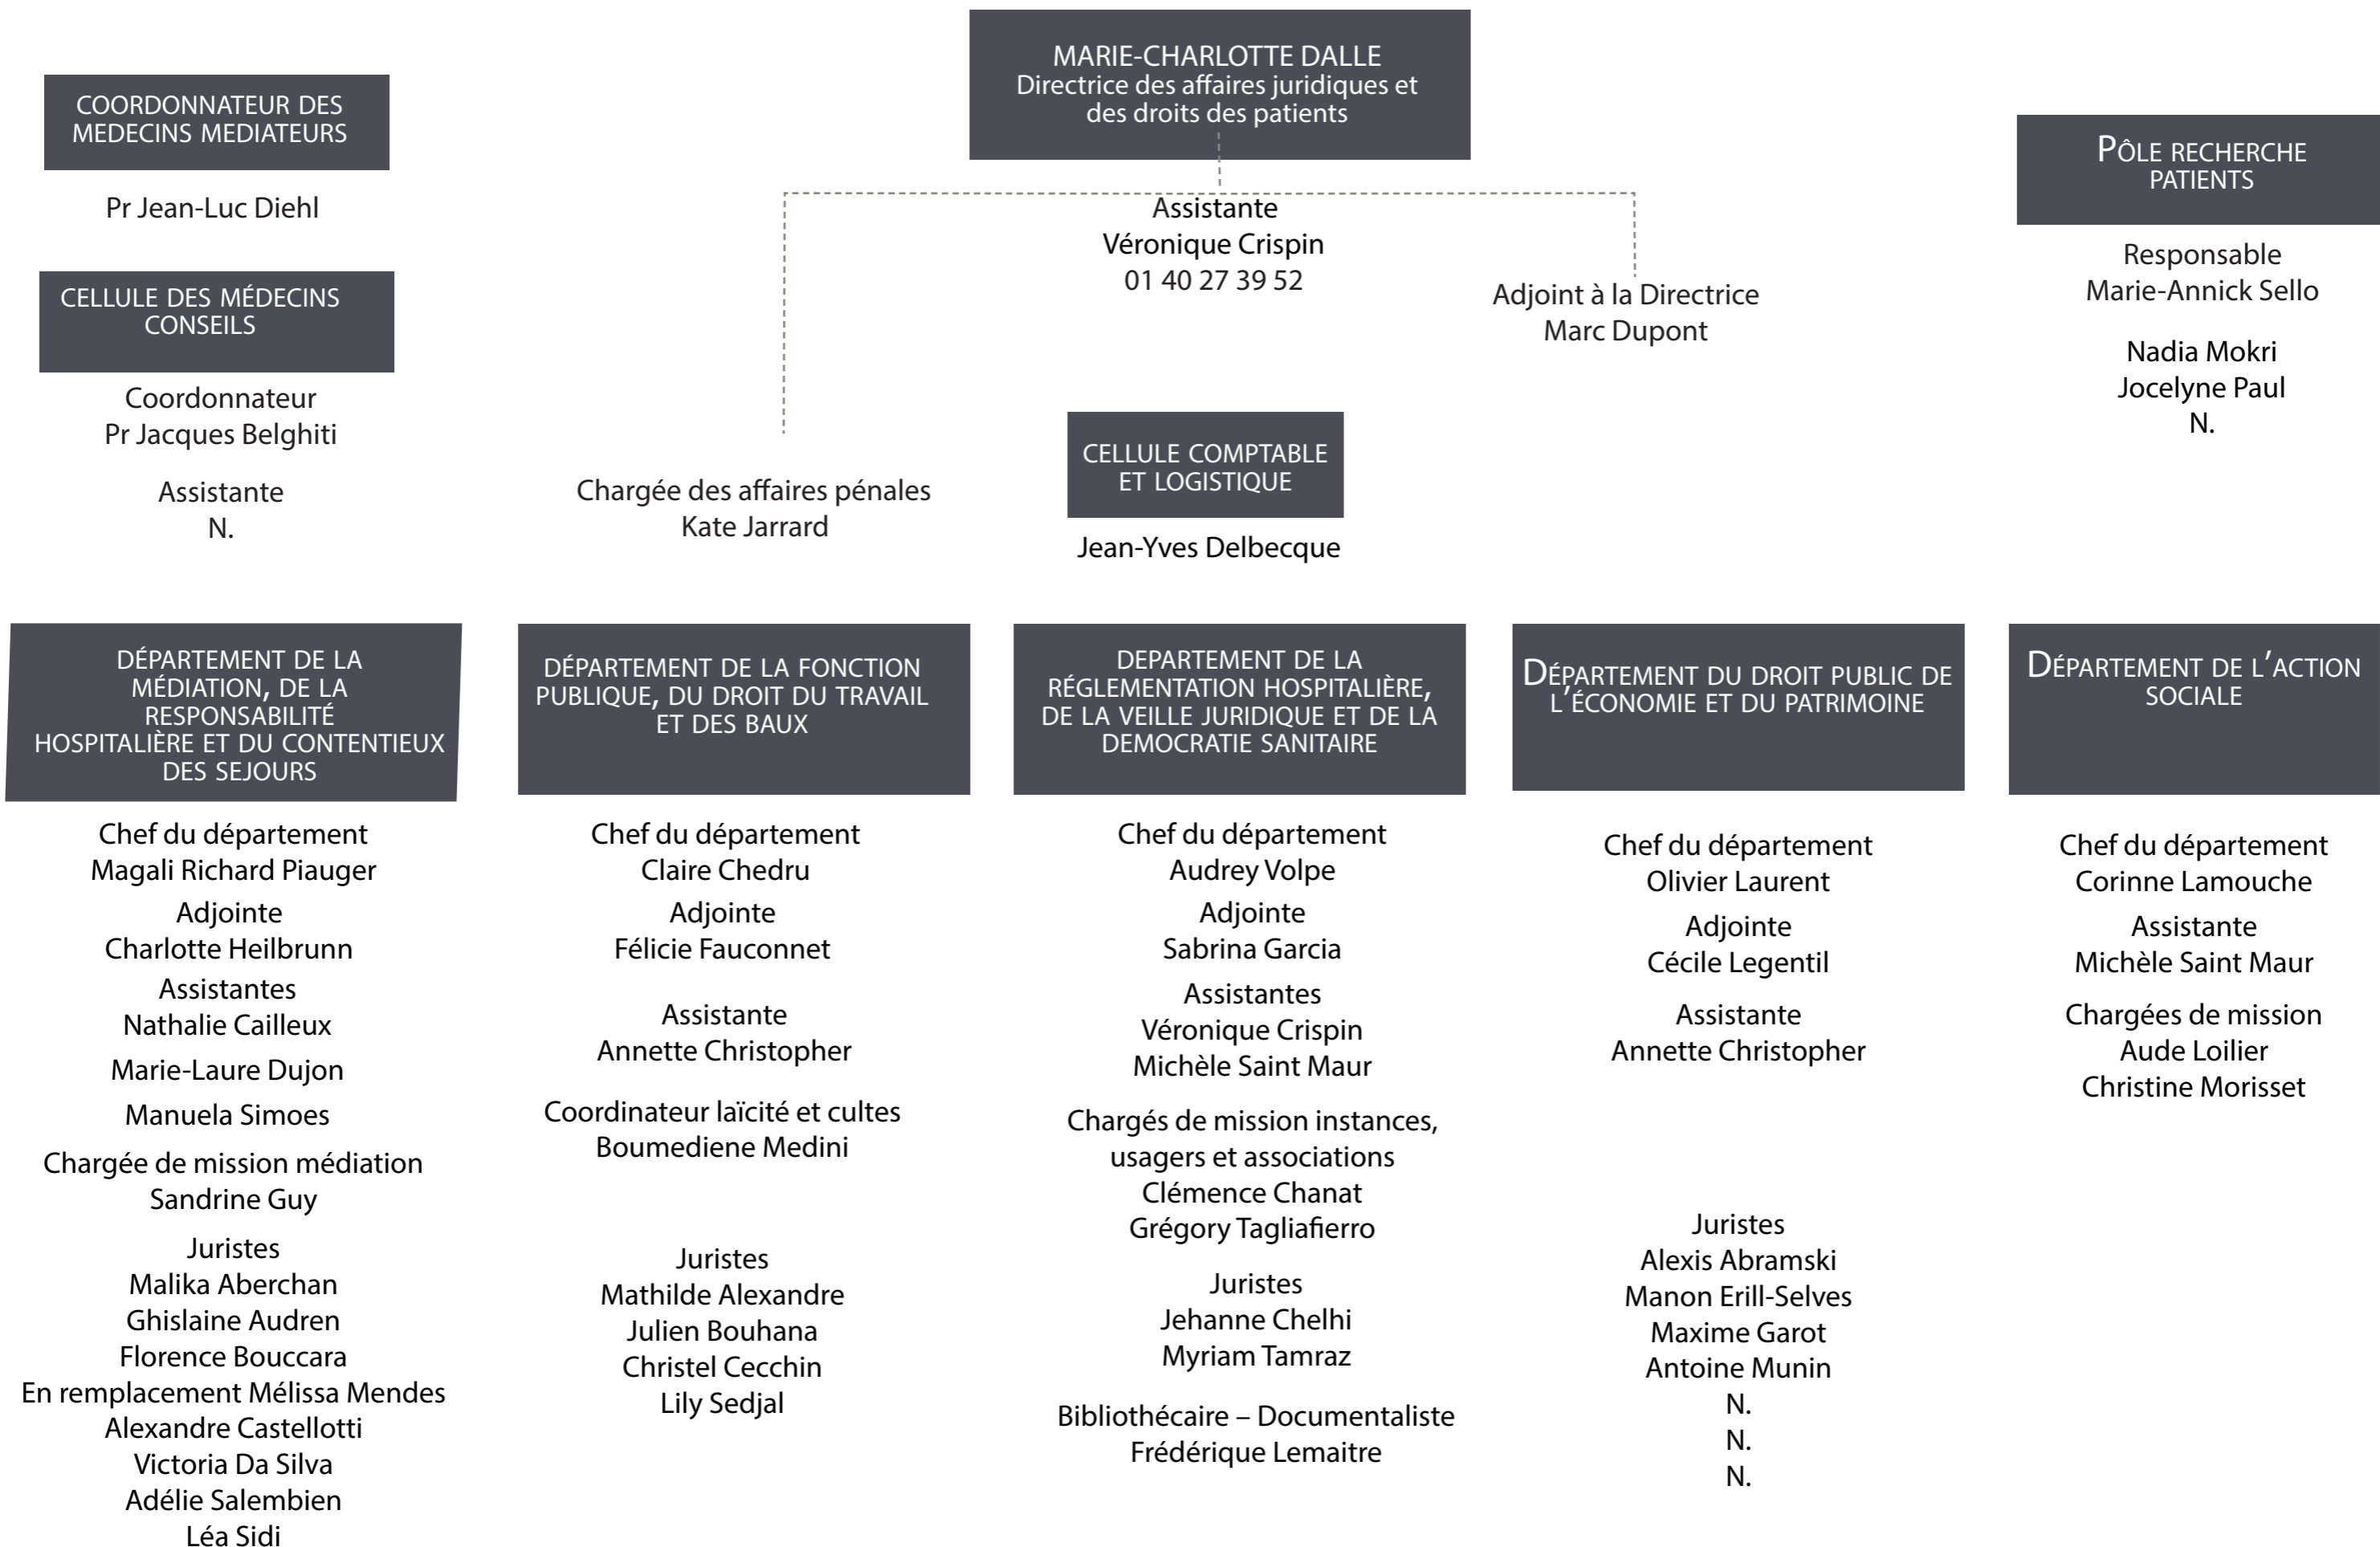 MARIE-CHARLOTTE DALLE
Directrice des affaires juridiques et
des droits des patients
Assistante
Véronique Crispin
01 40 27 39 52
Adjoint à la Directrice
Marc Dupont
Chargée des affaires pénales
Kate Jarrard
CELLULE COMPTABLE
ET LOGISTIQUE
Jean-Yves Delbecque
COORDONNATEUR DES
MEDECINS MEDIATEURS
Pr Jean-Luc Diehl
CELLULE DES MÉDECINS
CONSEILS
Coordonnateur
Pr Jacques Belghiti
Assistante
N.
PÔLE RECHERCHE
PATIENTS
Responsable
Marie-Annick Sello
Nadia Mokri
Jocelyne Paul
N.
DÉPARTEMENT DE LA
MÉDIATION, DE LA
RESPONSABILITÉ
HOSPITALIÈRE ET DU CONTENTIEUX
DES SEJOURS
Chef du département
Magali Richard Piauger
Adjointe
Charlotte Heilbrunn
Assistantes
Nathalie Cailleux
Marie-Laure Dujon
Manuela Simoes
Chargée de mission médiation
Sandrine Guy
Juristes
Malika Aberchan
Ghislaine Audren
Florence Bouccara
En remplacement Mélissa Mendes
Alexandre Castellotti
Victoria Da Silva
Adélie Salembien
Léa Sidi
DÉPARTEMENT DE LA FONCTION
PUBLIQUE, DU DROIT DU TRAVAIL
ET DES BAUX
Chef du département
Claire Chedru
Adjointe
Félicie Fauconnet
Assistante
Annette Christopher
Coordinateur laïcité et cultes
Boumediene Medini
Juristes
Mathilde Alexandre
Julien Bouhana
Christel Cecchin
Lily Sedjal
DEPARTEMENT DE LA
RÉGLEMENTATION HOSPITALIÈRE,
DE LA VEILLE JURIDIQUE ET DE LA
DEMOCRATIE SANITAIRE
Chef du département
Audrey Volpe
Adjointe
Sabrina Garcia
Assistantes
Véronique Crispin
Michèle Saint Maur
Chargés de mission instances,
usagers et associations
Clémence Chanat
Grégory Tagliafierro
Juristes
Jehanne Chelhi
Myriam Tamraz
Bibliothécaire – Documentaliste
Frédérique Lemaitre
DÉPARTEMENT DU DROIT PUBLIC DE
L'ÉCONOMIE ET DU PATRIMOINE
Chef du département
Olivier Laurent
Adjointe
Cécile Legentil
Assistante
Annette Christopher
Juristes
Alexis Abramski
Manon Erill-Selves
Maxime Garot
Antoine Munin
N.
N.
N.
DÉPARTEMENT DE L'ACTION
SOCIALE
Chef du département
Corinne Lamouche
Assistante
Michèle Saint Maur
Chargées de mission
Aude Loilier
Christine Morisset